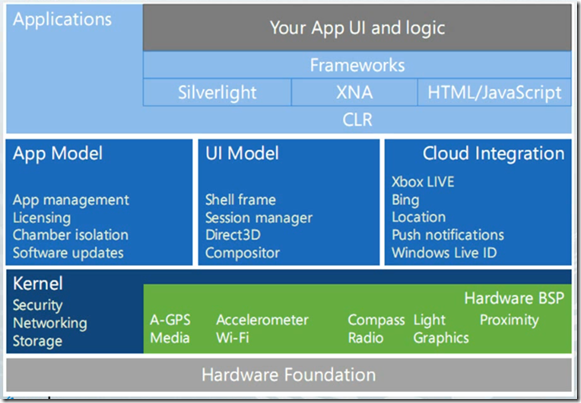 Applications
Your App UI and logic
Frameworks
Silverlight XNA HTML/JavaScript
CLR
App Model
App management
Licensing
Chamber isolation
Software updates
UI Model
Shell frame
Session manager
Direct3D
Compositor
Cloud Integration
Xbox LIVE
Bing
Location
Push notifications
Windows Live ID
Kernel
Security
Networking
Storage
Hardware BSP
A-GPS Accelerometer Compass Light Proximity
Media Wi-Fi Radio Graphics
Hardware Foundation